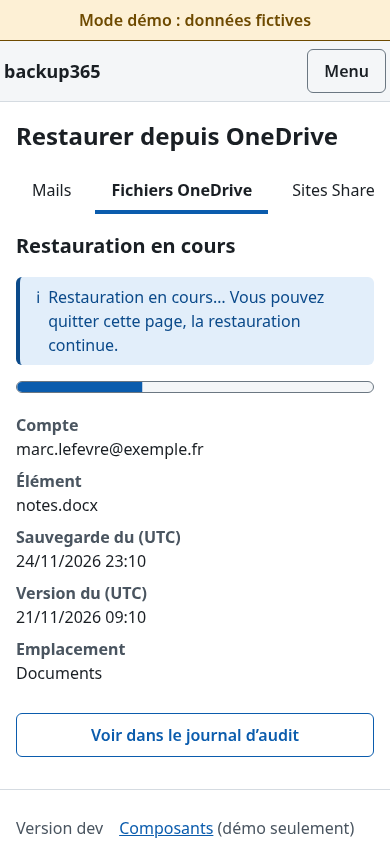 Mode démo : données fictives
backup365
Menu
Restaurer depuis OneDrive
Mails
Fichiers OneDrive
Sites Share
Restauration en cours
i Restauration en cours… Vous pouvez
quitter cette page, la restauration
continue.
Compte
marc.lefevre@exemple.fr
Élément
notes.docx
Sauvegarde du (UTC)
24/11/2026 23:10
Version du (UTC)
21/11/2026 09:10
Emplacement
Documents
Voir dans le journal d’audit
Version dev Composants (démo seulement)